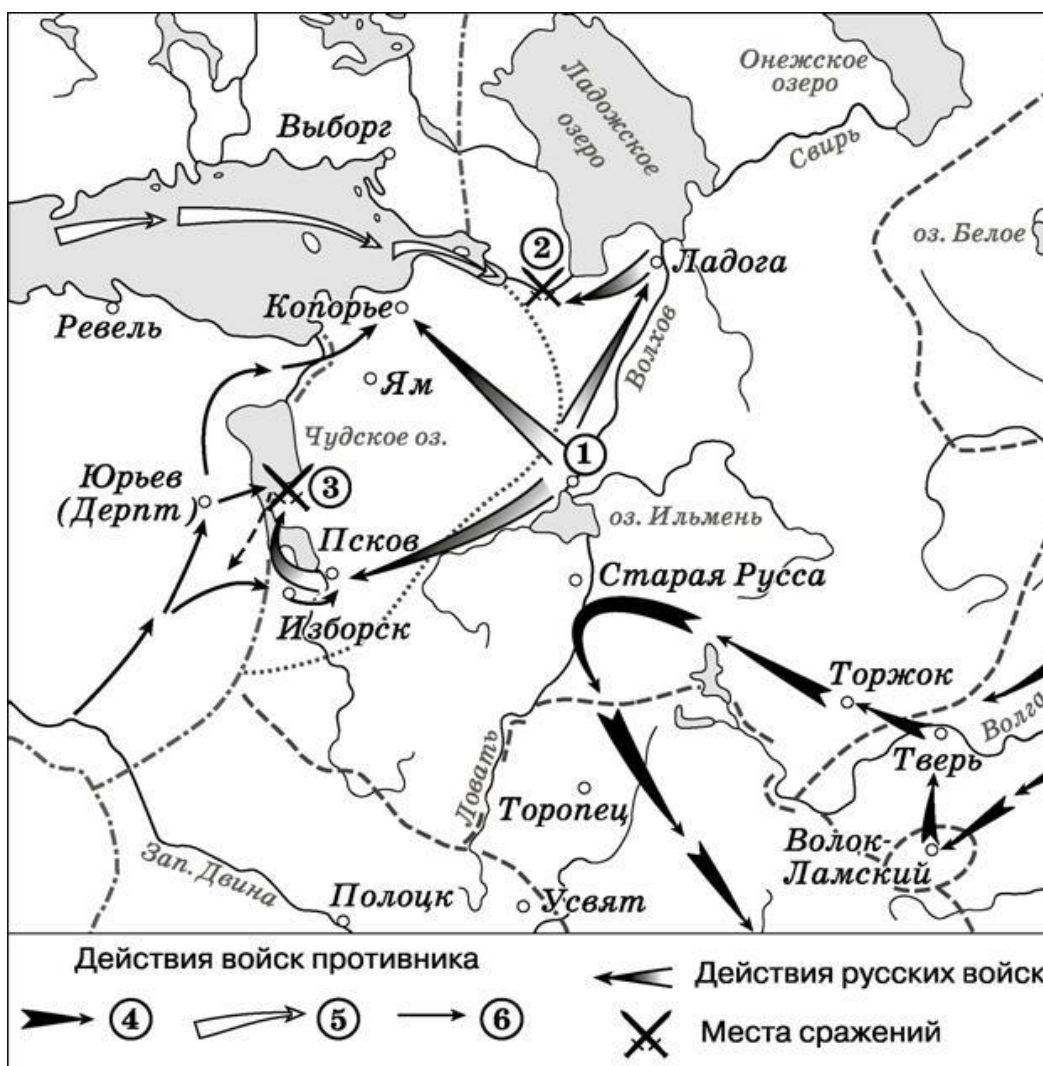 Онежское
озеро
Ладожское
озеро
Выборг
Свирь
оз. Белое
2
Ладога
Копорье
Ревель
Волхов
Ям
Чудское оз.
1
Юрьев
(Дерпт)
3
оз. Ильмень
Псков
Старая Русса
Изборск
Торжок
Волга
Тверь
Ловать
Торопец
Волок-
Ламский
Зап. Двина
Полоцк
Усвят
Действия войск противника
4
5
6
Действия русских войск
Места сражений